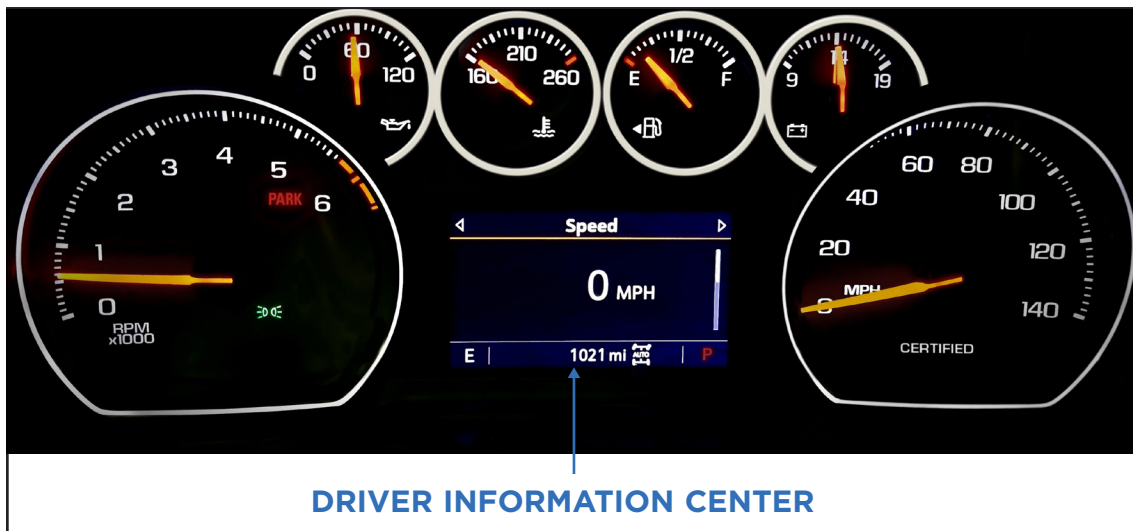 0 60 120
160 210 260
E 1/2 F
9 14 19
0 1 2 3 4 5 6
PARK
RPM
x1000
Speed
0 MPH
E 1021 mi AUTO P
0 20 40 60 80 100 120 140
MPH
CERTIFIED
DRIVER INFORMATION CENTER